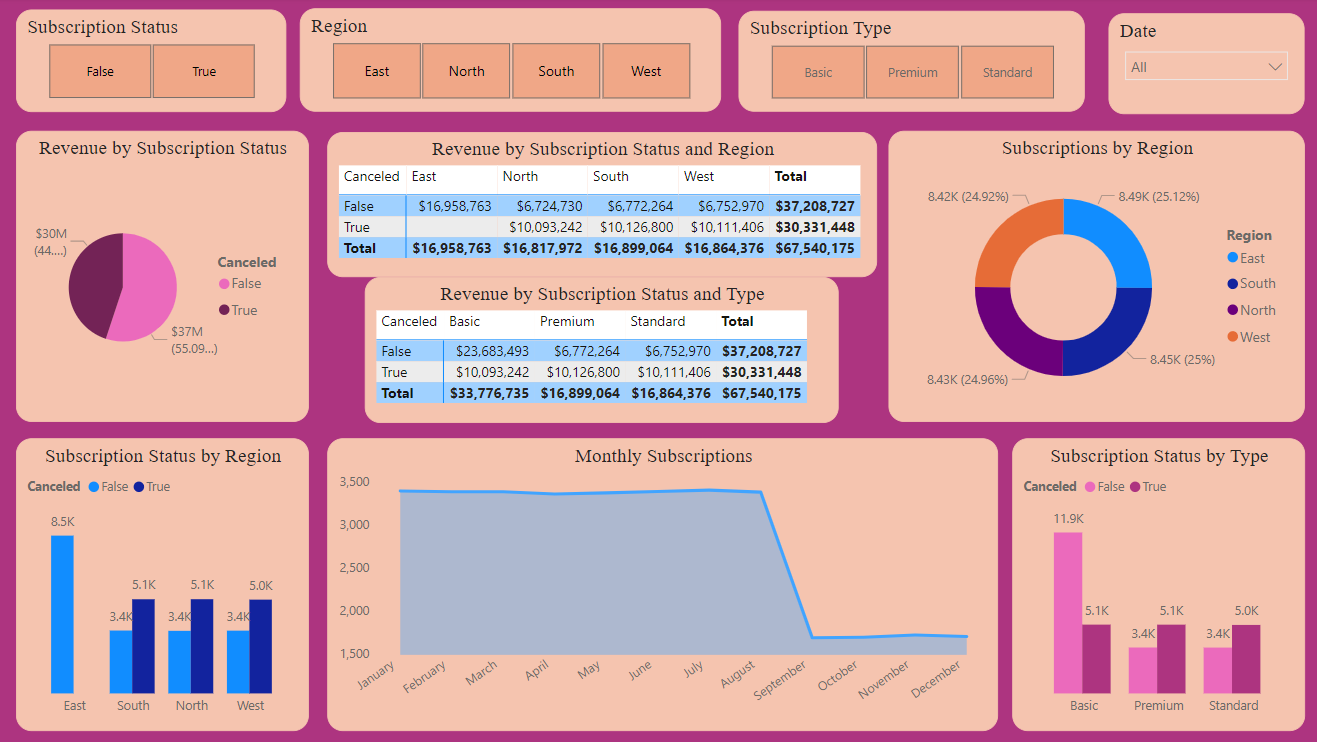 Subscription Status
False True
Region
East North South West
Subscription Type
Basic Premium Standard
Date
All
Revenue by Subscription Status
$30M
(44....)
$37M
(55.09...)
Canceled
False
True
Revenue by Subscription Status and Region
Canceled East North South West Total
False $16,958,763 $6,724,730 $6,772,264 $6,752,970 $37,208,727
True $10,093,242 $10,126,800 $10,111,406 $30,331,448
Total $16,958,763 $16,817,972 $16,899,064 $16,864,376 $67,540,175
Revenue by Subscription Status and Type
Canceled Basic Premium Standard Total
False $23,683,493 $6,772,264 $6,752,970 $37,208,727
True $10,093,242 $10,126,800 $10,111,406 $30,331,448
Total $33,776,735 $16,899,064 $16,864,376 $67,540,175
Subscriptions by Region
8.42K (24.92%) 8.49K (25.12%)
8.43K (24.96%) 8.45K (25%)
Region
East
South
North
West
Subscription Status by Region
Canceled False True
8.5K
5.1K 5.1K 5.0K
3.4K 3.4K 3.4K
East South North West
Monthly Subscriptions
3,500
3,000
2,500
2,000
1,500
January February March April May June July August September October November December
Subscription Status by Type
Canceled False True
11.9K
5.1K 5.1K 5.0K
3.4K 3.4K
Basic Premium Standard